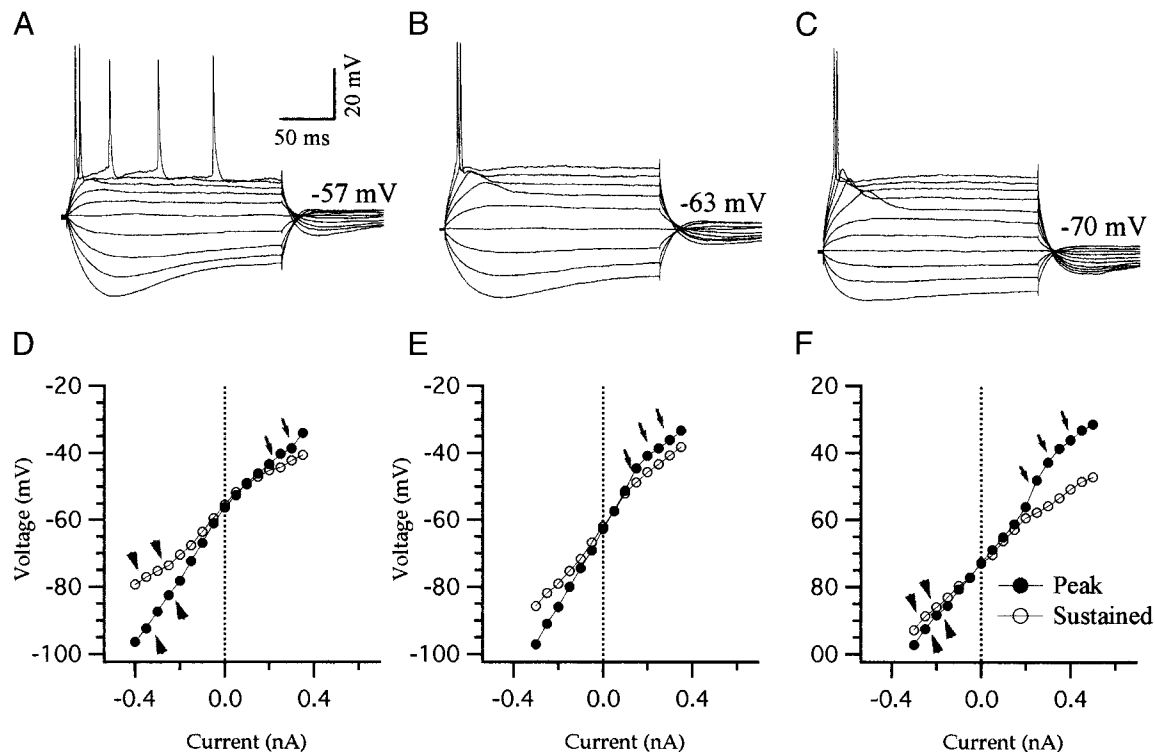 A
B
C
20 mV
50 ms
-57 mV
-63 mV
-70 mV
D
E
F
Voltage (mV)
-20
-40
-60
-80
-100
-0.4
0.0
0.4
Current (nA)
Voltage (mV)
-20
-40
-60
-80
-100
-0.4
0.0
0.4
Current (nA)
20
40
60
80
00
-0.4
0.0
0.4
Current (nA)
Peak
Sustained